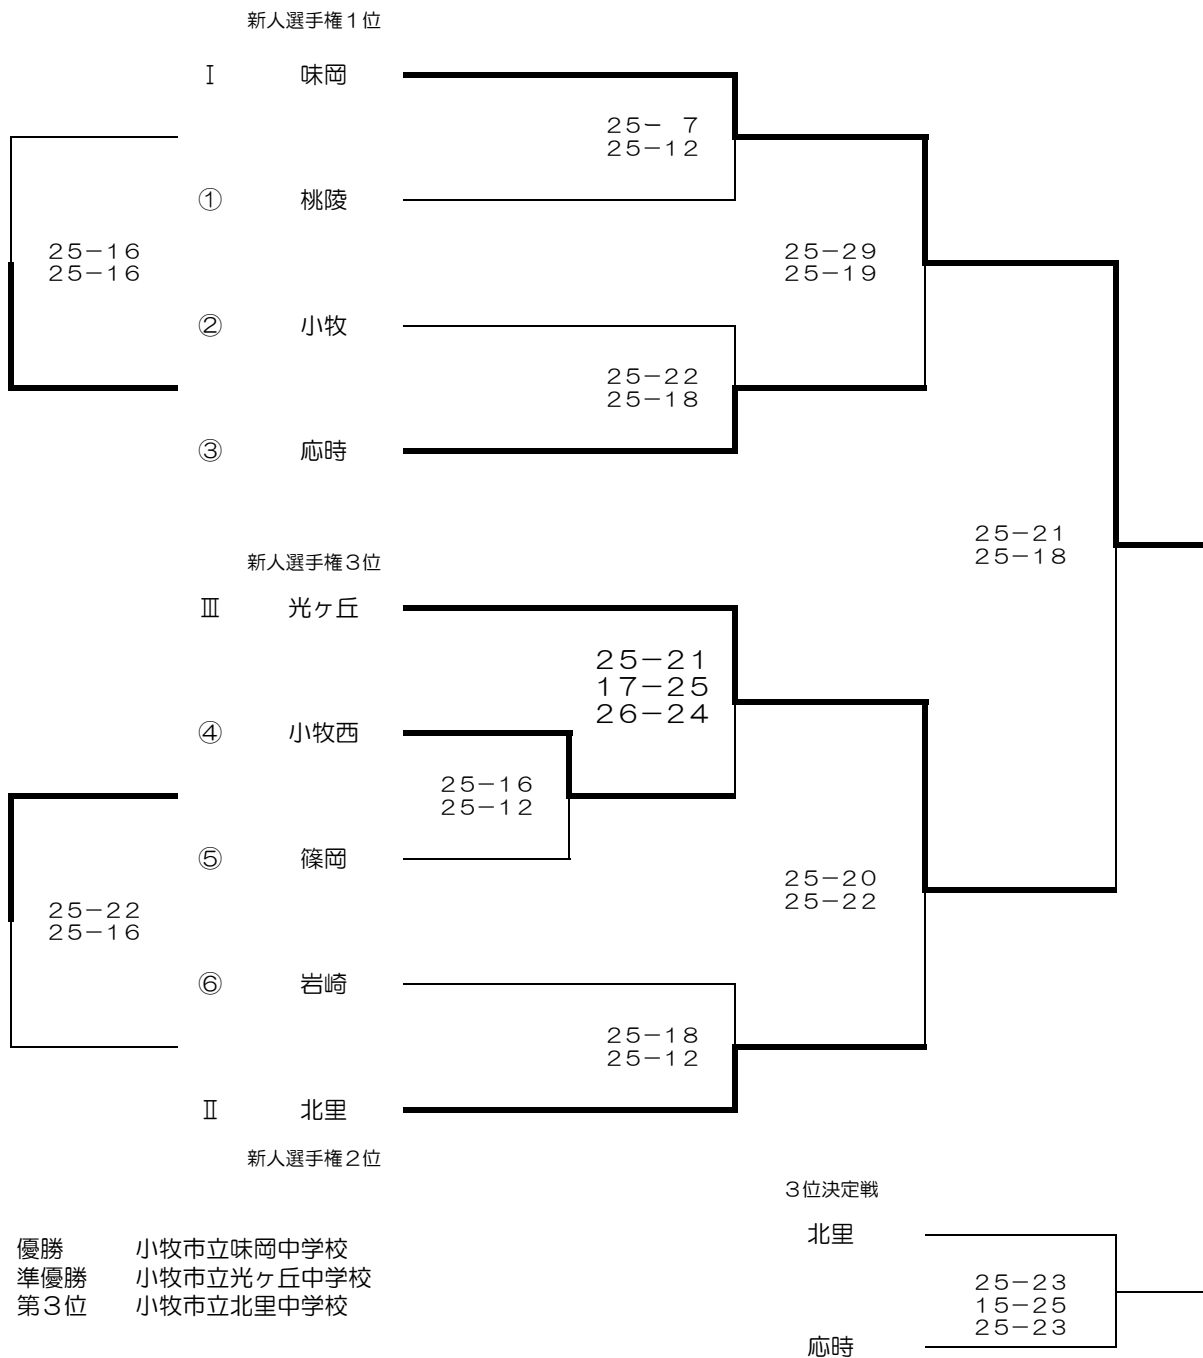 新人選手権１位
Ⅰ 味岡
２５－ ７
２５－１２
① 桃陵
２５－１６
２５－１６
２５－２９
２５－１９
② 小牧
２５－２２
２５－１８
③ 応時
２５－２１
２５－１８
新人選手権３位
Ⅲ 光ヶ丘
２５－２１
１７－２５
２６－２４
④ 小牧西
２５－１６
２５－１２
⑤ 篠岡
２５－２０
２５－２２
２５－２２
２５－１６
⑥ 岩崎
２５－１８
２５－１２
Ⅱ 北里
新人選手権２位
３位決定戦
北里
２５－２３
１５－２５
２５－２３
応時
優勝 小牧市立味岡中学校
準優勝 小牧市立光ヶ丘中学校
第３位 小牧市立北里中学校